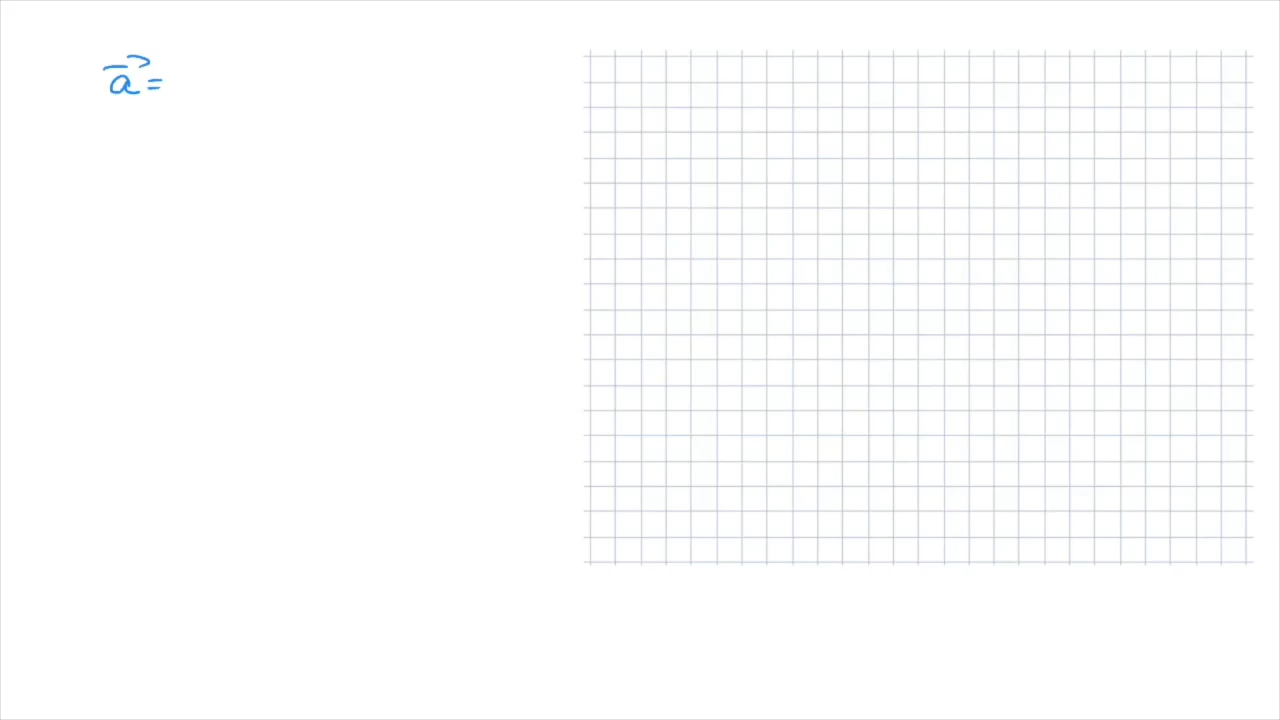 a⃗ =